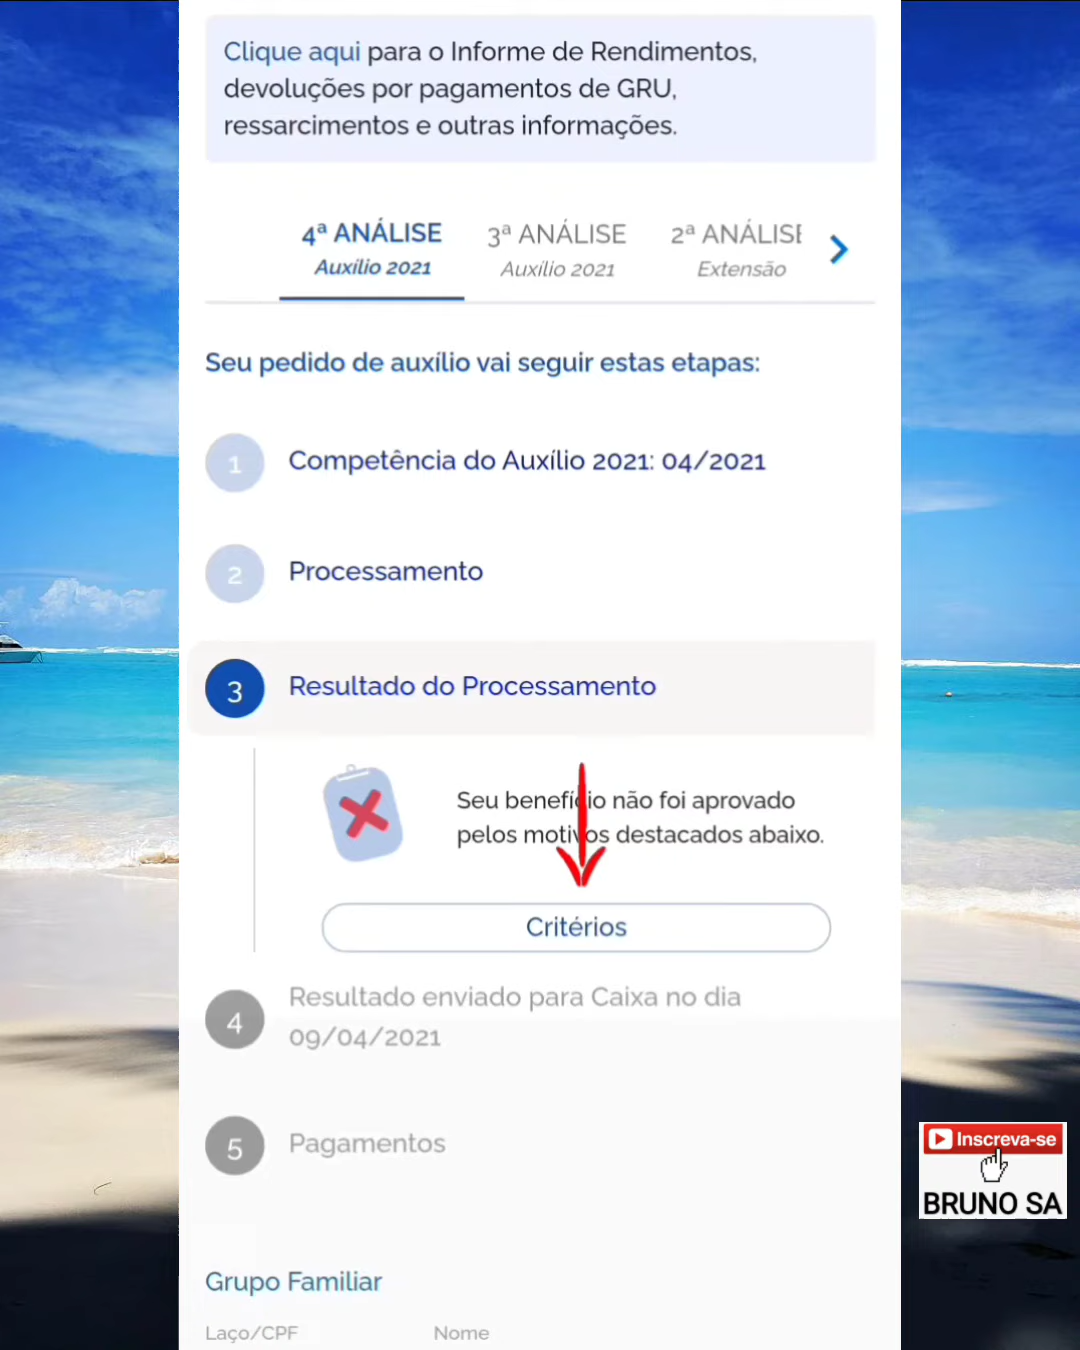 Clique aqui para o Informe de Rendimentos,
devoluções por pagamentos de GRU,
ressarcimentos e outras informações.
4ª ANÁLISE
Auxílio 2021
3ª ANÁLISE
Auxílio 2021
2ª ANÁLISE
Extensão
Seu pedido de auxílio vai seguir estas etapas:
1 Competência do Auxílio 2021: 04/2021
2 Processamento
3 Resultado do Processamento
Seu benefício não foi aprovado
pelos motivos destacados abaixo.
Critérios
4 Resultado enviado para Caixa no dia
09/04/2021
5 Pagamentos
Inscreva-se
BRUNO SA
Grupo Familiar
Laço/CPF Nome